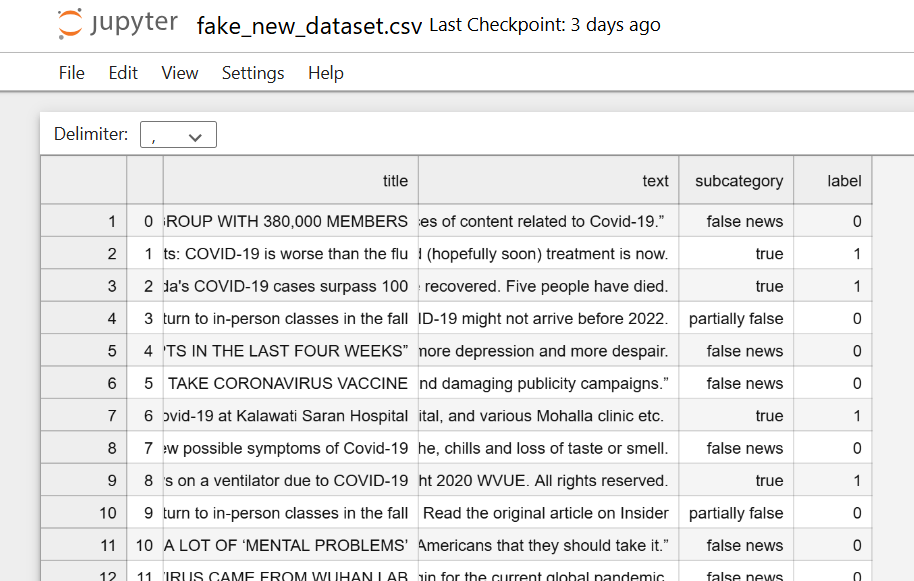 jupyter fake_new_dataset.csv Last Checkpoint: 3 days ago
File Edit View Settings Help
Delimiter: ,
title text subcategory label
1 0 GROUP WITH 380,000 MEMBERS es of content related to Covid-19.” false news 0
2 1 ts: COVID-19 is worse than the flu (hopefully soon) treatment is now. true 1
3 2 da's COVID-19 cases surpass 100 recovered. Five people have died. true 1
4 3 turn to in-person classes in the fall ID-19 might not arrive before 2022. partially false 0
5 4 PTS IN THE LAST FOUR WEEKS” more depression and more despair. false news 0
6 5 TAKE CORONAVIRUS VACCINE nd damaging publicity campaigns.” false news 0
7 6 ovid-19 at Kalawati Saran Hospital ital, and various Mohalla clinic etc. true 1
8 7 ew possible symptoms of Covid-19 he, chills and loss of taste or smell. false news 0
9 8 s on a ventilator due to COVID-19 ht 2020 WVUE. All rights reserved. true 1
10 9 turn to in-person classes in the fall Read the original article on Insider partially false 0
11 10 A LOT OF ‘MENTAL PROBLEMS’ Americans that they should take it.” false news 0
12 11 VIRUS CAME FROM WUHAN LAB gin for the current global pandemic. false news 0